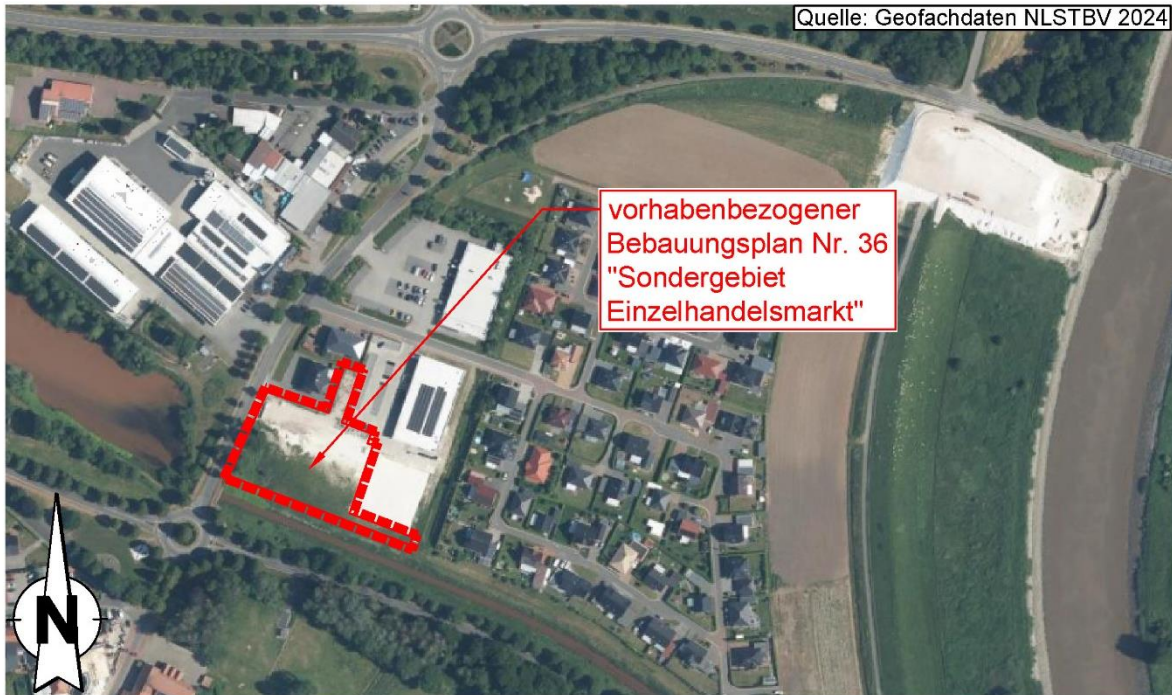 Quelle: Geofachdaten NLSTBV 2024
vorhabenbezogener
Bebauungsplan Nr. 36
"Sondergebiet
Einzelhandelsmarkt"
N